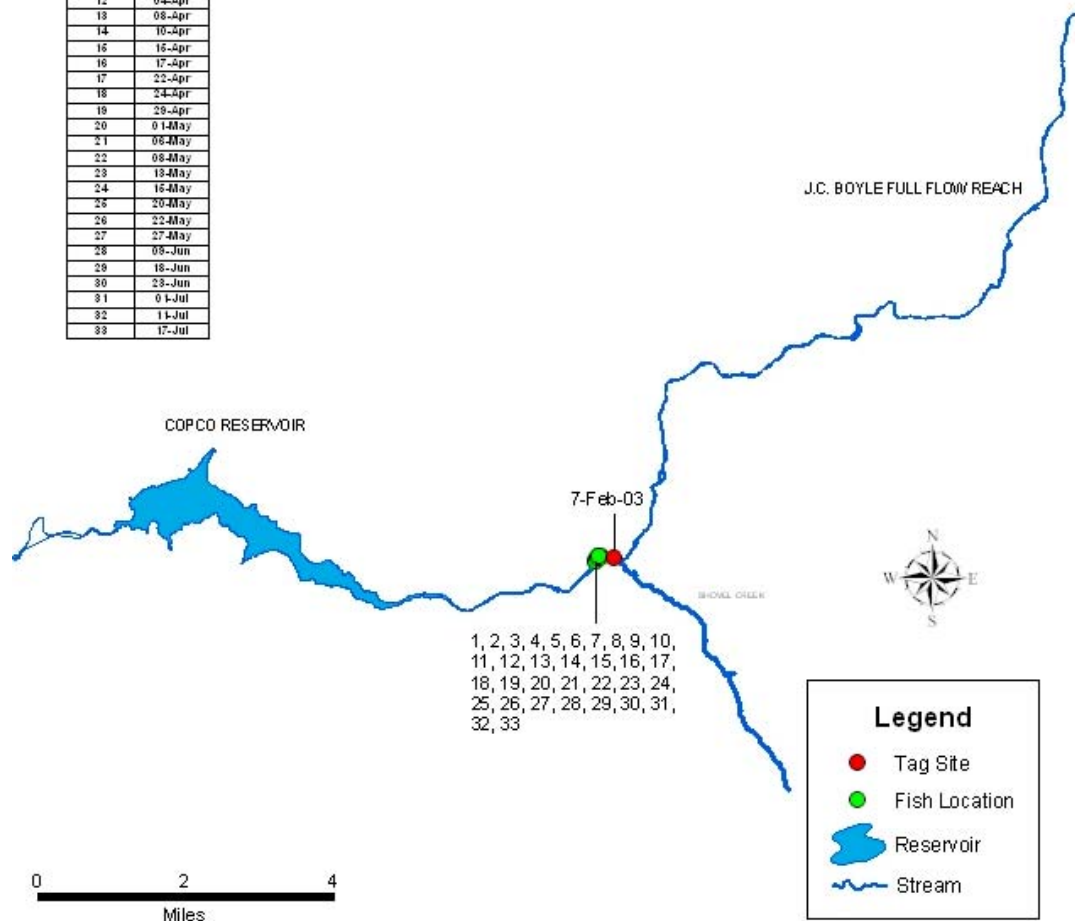 12 04-Apr
13 08-Apr
14 10-Apr
15 15-Apr
16 17-Apr
17 22-Apr
18 24-Apr
19 29-Apr
20 01-May
21 06-May
22 08-May
23 13-May
24 15-May
25 20-May
26 22-May
27 27-May
28 09-Jun
29 18-Jun
30 23-Jun
31 01-Jul
32 11-Jul
33 17-Jul
J.C. BOYLE FULL FLOW REACH
COPCO RESERVOIR
7-Feb-03
N
W E
S
SHOVEL CREEK
1, 2, 3, 4, 5, 6, 7, 8, 9, 10,
11, 12, 13, 14, 15, 16, 17,
18, 19, 20, 21, 22, 23, 24,
25, 26, 27, 28, 29, 30, 31,
32, 33
Legend
Tag Site
Fish Location
Reservoir
Stream
0 2 4
Miles